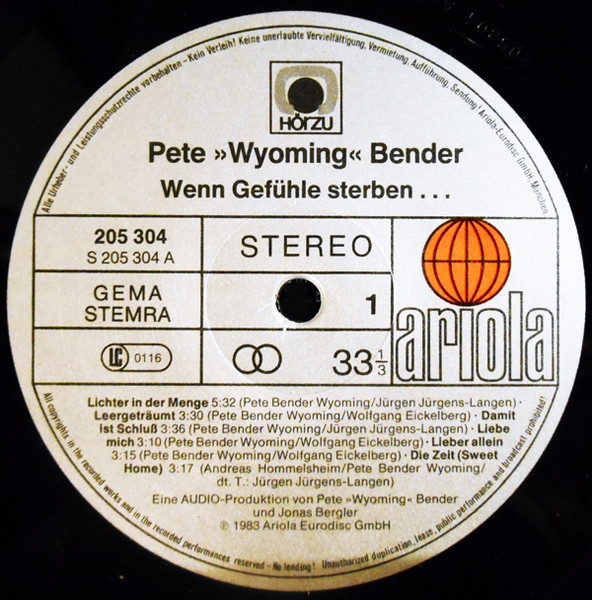 Alle Urheber- und Leistungsschutzrechte vorbehalten - Kein Verleih! Keine unerlaubte Vervielfältigung, Vermietung, Aufführung, Sendung! Ariola-Eurodisc GmbH, München
HÖRZU
Pete »Wyoming« Bender
Wenn Gefühle sterben . . .
205 304
S 205 304 A
STEREO
GEMA
STEMRA
1
ariola
LC 0116
33 1/3
Lichter in der Menge 5:32 (Pete Bender Wyoming/Jürgen Jürgens-Langen) ·
Leergeträumt 3:30 (Pete Bender Wyoming/Wolfgang Eickelberg) · Damit
ist Schluß 3:36 (Pete Bender Wyoming/Jürgen Jürgens-Langen) · Liebe
mich 3:10 (Pete Bender Wyoming/Wolfgang Eickelberg) · Lieber allein
3:15 (Pete Bender Wyoming/Wolfgang Eickelberg) · Die Zeit (Sweet
Home) 3:17 (Andreas Hommelsheim/Pete Bender Wyoming/
dt. T.: Jürgen Jürgens-Langen)
Eine AUDIO-Produktion von Pete »Wyoming« Bender
und Jonas Bergler
℗ 1983 Ariola Eurodisc GmbH
All copyrights in the recorded works and in the recorded performances reserved - No lending! Unauthorized duplication, lease, public performance and broadcast prohibited!